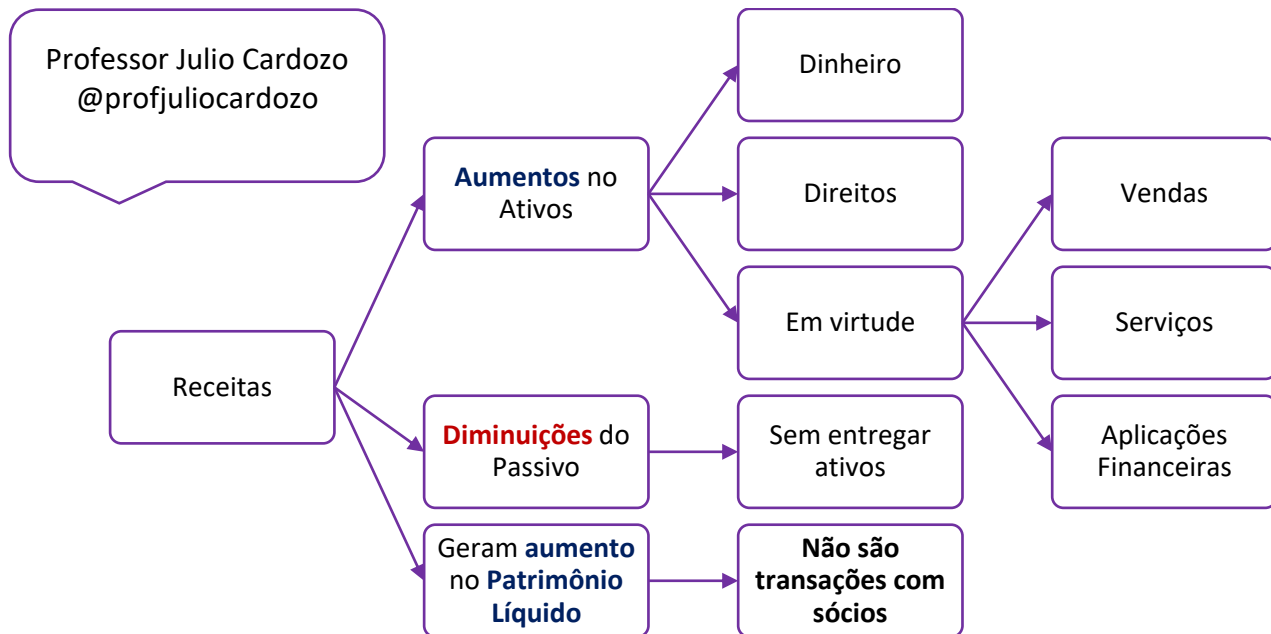 Professor Julio Cardozo
@profjuliocardozo
Dinheiro
Aumentos no
Ativos
Direitos
Vendas
Em virtude
Serviços
Receitas
Diminuições do
Passivo
Sem entregar
ativos
Aplicações
Financeiras
Geram aumento
no Patrimônio
Líquido
Não são
transações com
sócios